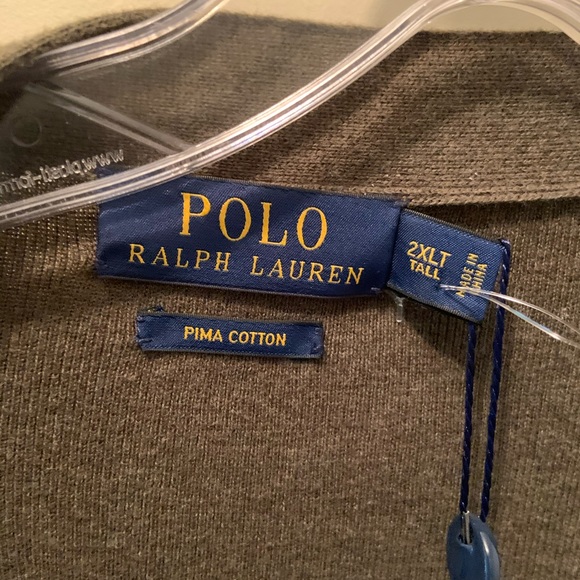 POLO
RALPH LAUREN
2XLT
TALL
MADE IN
CHINA
PIMA COTTON